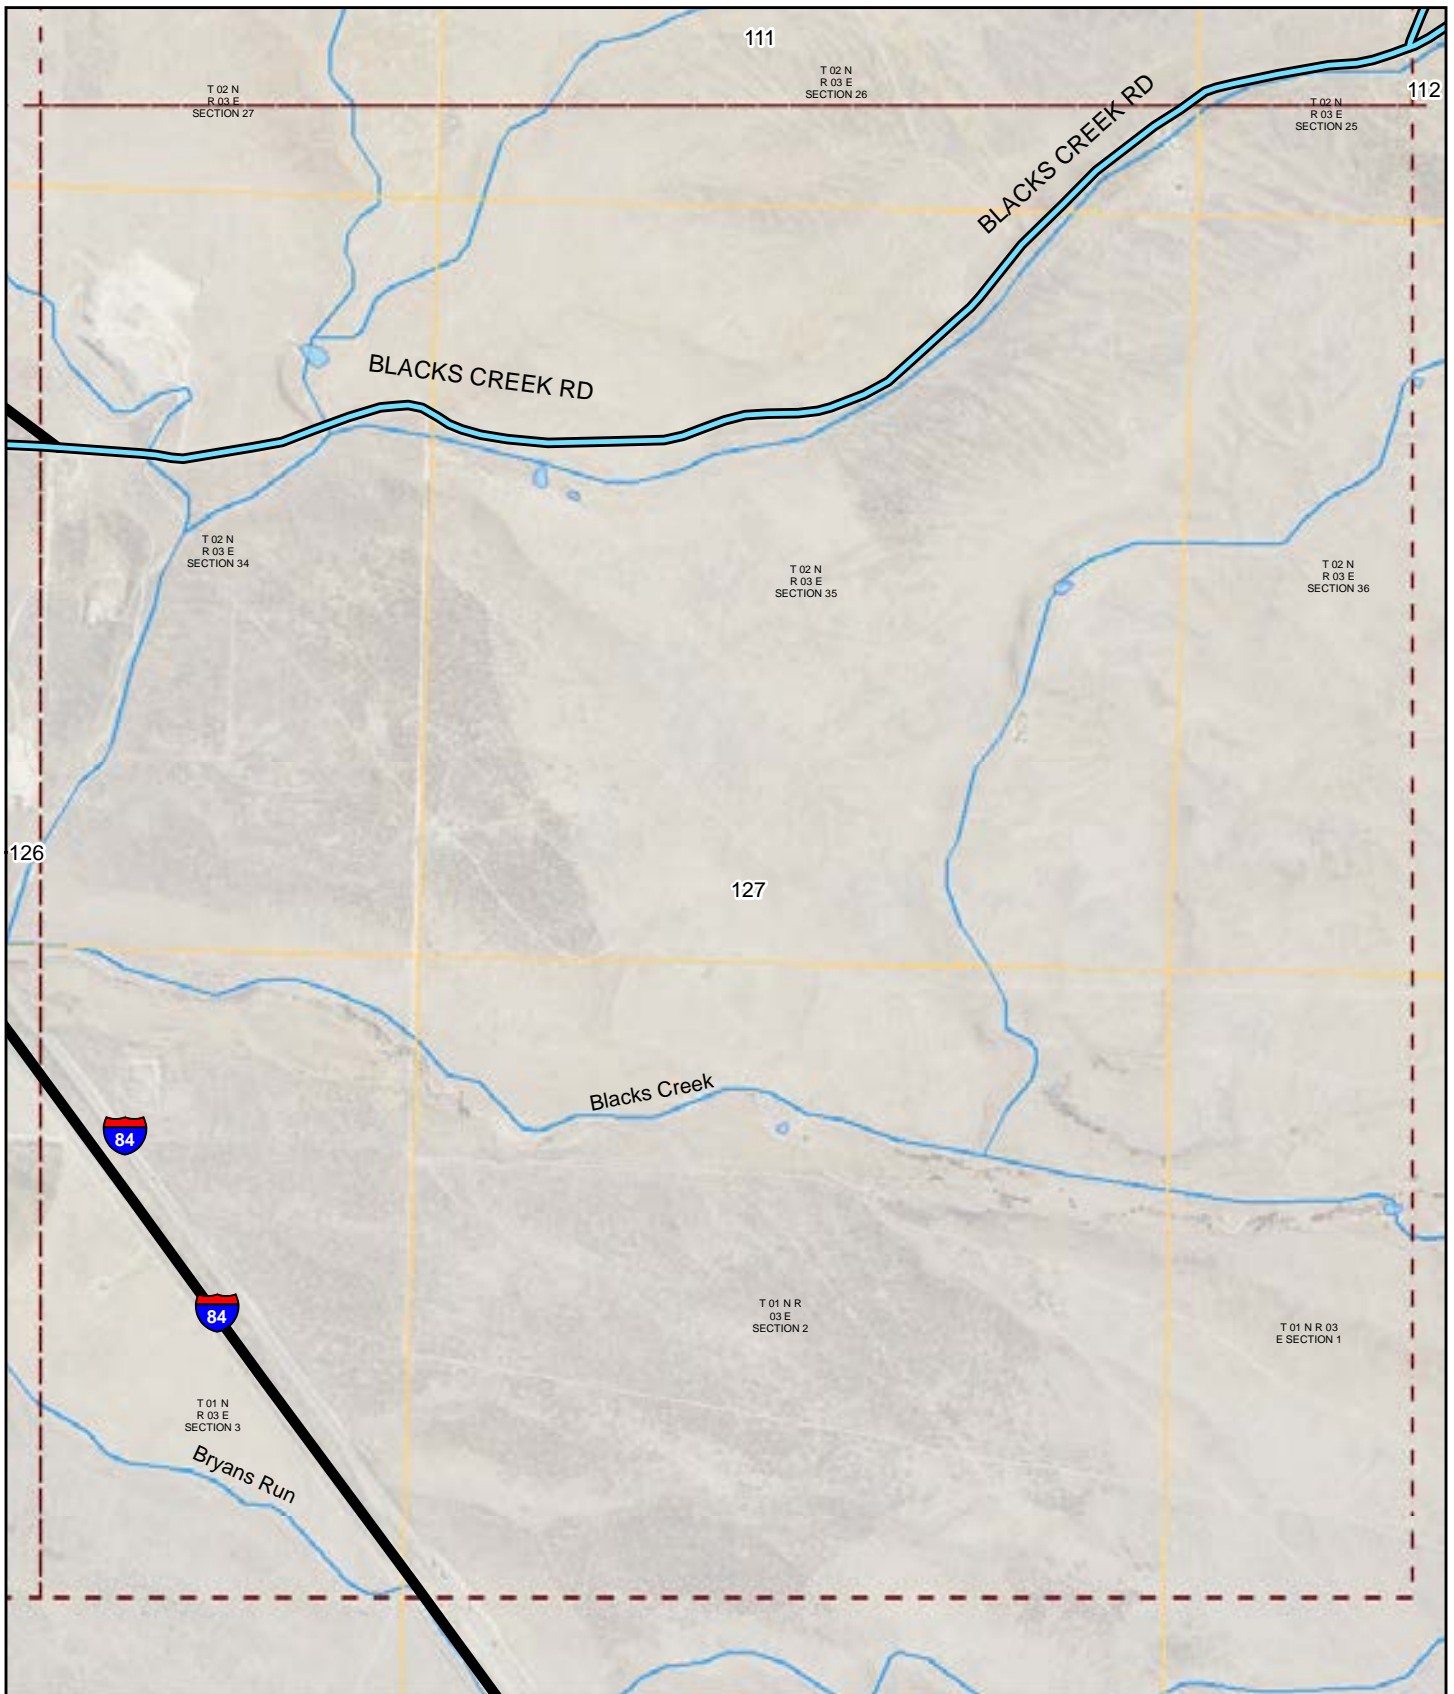 111
T 02 N
R 03 E
SECTION 27
T 02 N
R 03 E
SECTION 26
112
T 02 N
R 03 E
SECTION 25
BLACKS CREEK RD
BLACKS CREEK RD
T 02 N
R 03 E
SECTION 34
T 02 N
R 03 E
SECTION 35
T 02 N
R 03 E
SECTION 36
126
127
Blacks Creek
84
84
T 01 N R
03 E
SECTION 2
T 01 N R 03
E SECTION 1
T 01 N
R 03 E
SECTION 3
Bryans Run